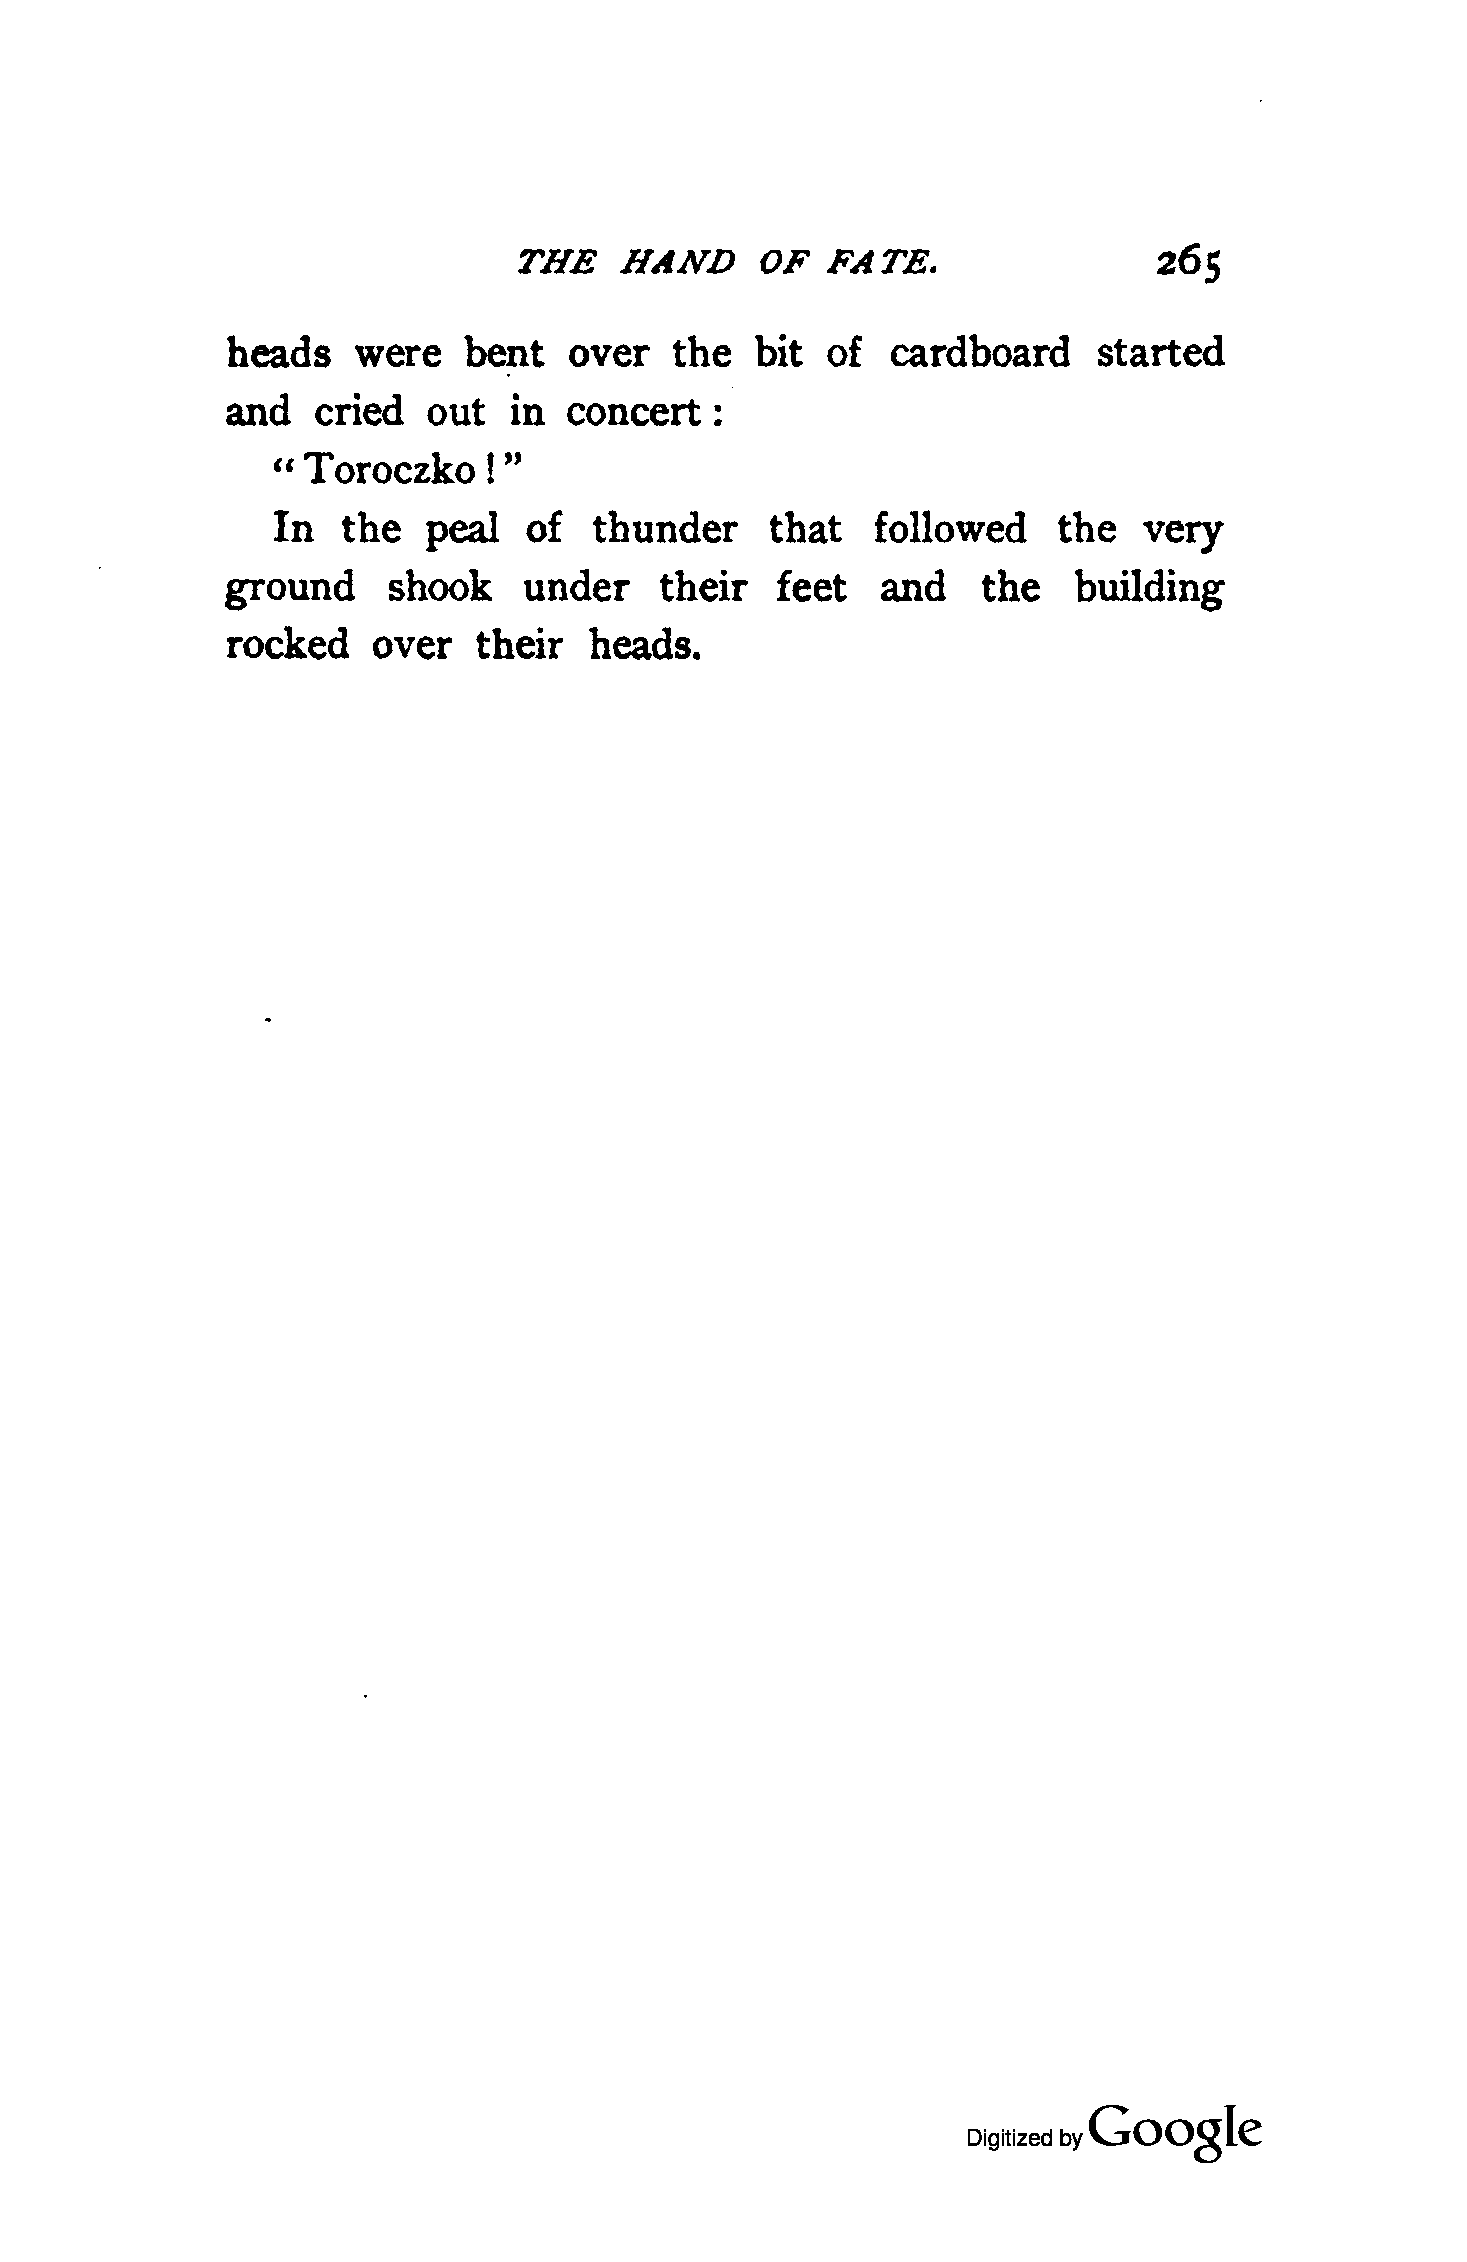 THE HAND OF FATE. 265
heads were bent over the bit of cardboard started
and cried out in concert :
“ Toroczko ! ”
In the peal of thunder that followed the very
ground shook under their feet and the building
rocked over their heads.
Digitized by Google